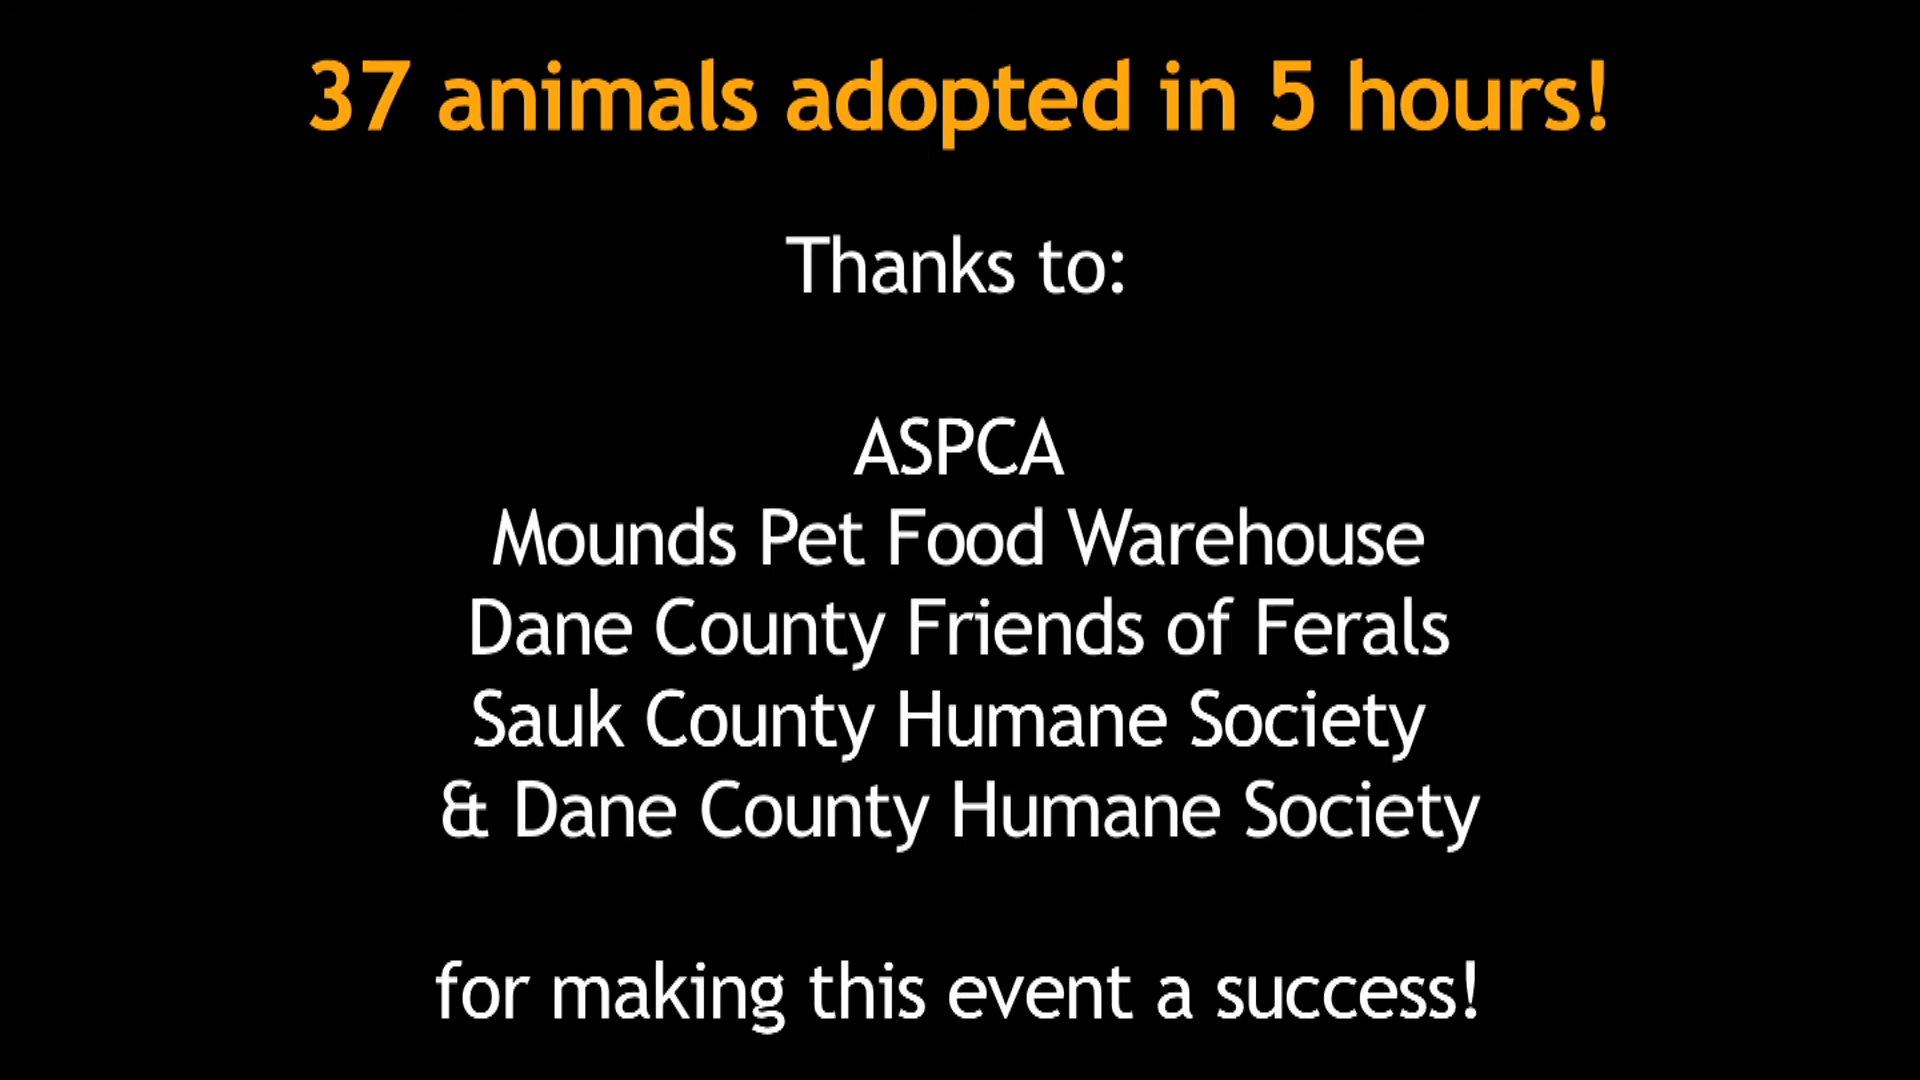 37 animals adopted in 5 hours!
Thanks to:
ASPCA
Mounds Pet Food Warehouse
Dane County Friends of Ferals
Sauk County Humane Society
& Dane County Humane Society
for making this event a success!